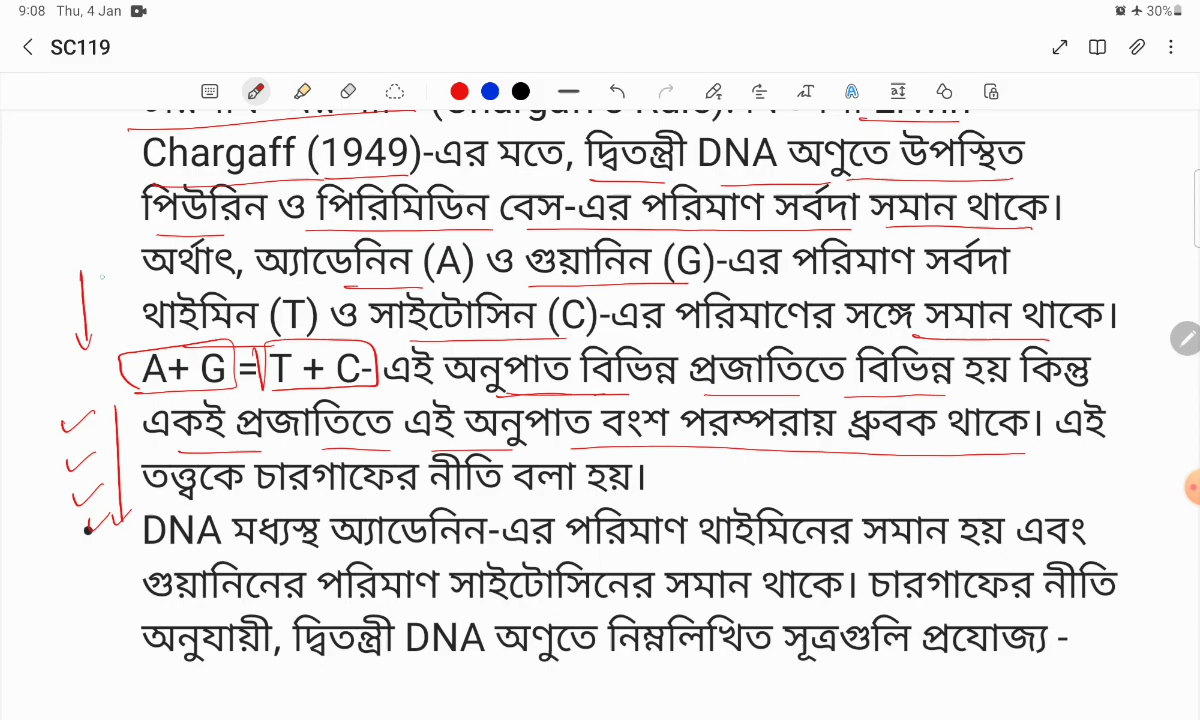 9:08 Thu, 4 Jan
30%
SC119
Chargaff (1949)-এর মতে, দ্বিতন্ত্রী DNA অণুতে উপস্থিত
পিউরিন ও পিরিমিডিন বেস-এর পরিমাণ সর্বদা সমান থাকে।
অর্থাৎ, অ্যাডেনিন (A) ও গুয়ানিন (G)-এর পরিমাণ সর্বদা
থাইমিন (T) ও সাইটোসিন (C)-এর পরিমাণের সঙ্গে সমান থাকে।
A+ G = T + C- এই অনুপাত বিভিন্ন প্রজাতিতে বিভিন্ন হয় কিন্তু
একই প্রজাতিতে এই অনুপাত বংশ পরম্পরায় ধ্রুবক থাকে। এই
তত্ত্বকে চারগাফের নীতি বলা হয়।
• DNA মধ্যস্থ অ্যাডেনিন-এর পরিমাণ থাইমিনের সমান হয় এবং
গুয়ানিনের পরিমাণ সাইটোসিনের সমান থাকে। চারগাফের নীতি
অনুযায়ী, দ্বিতন্ত্রী DNA অণুতে নিম্নলিখিত সূত্রগুলি প্রযোজ্য -